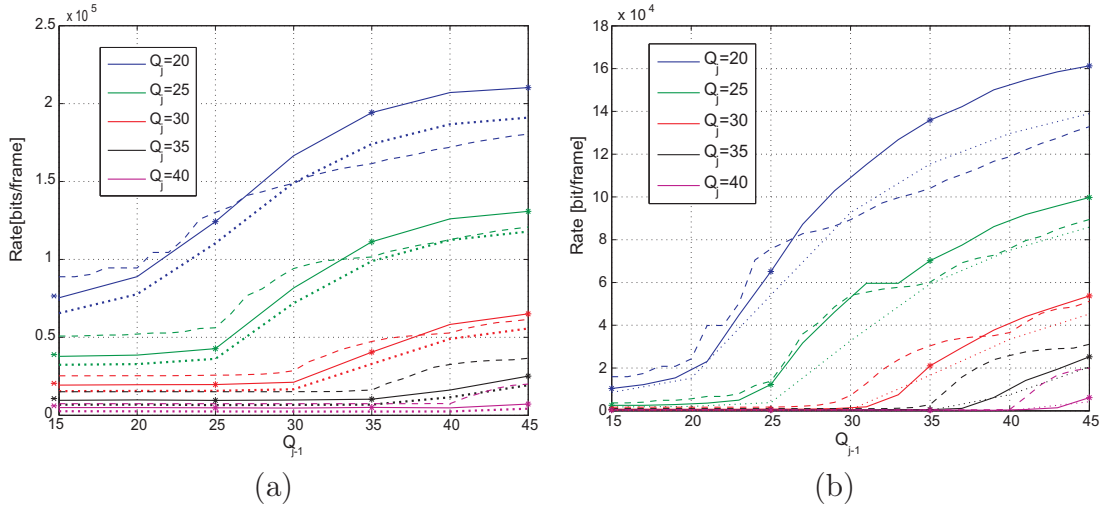 x 10^5
2.5
2
1.5
1
0.5
0
Rate[bits/frame]
Q_j=20
Q_j=25
Q_j=30
Q_j=35
Q_j=40
15 20 25 30 35 40 45
Q_{j-1}
(a)
x 10^4
18
16
14
12
10
8
6
4
2
0
Rate [bit/frame]
Q_j=20
Q_j=25
Q_j=30
Q_j=35
Q_j=40
15 20 25 30 35 40 45
Q_{j-1}
(b)